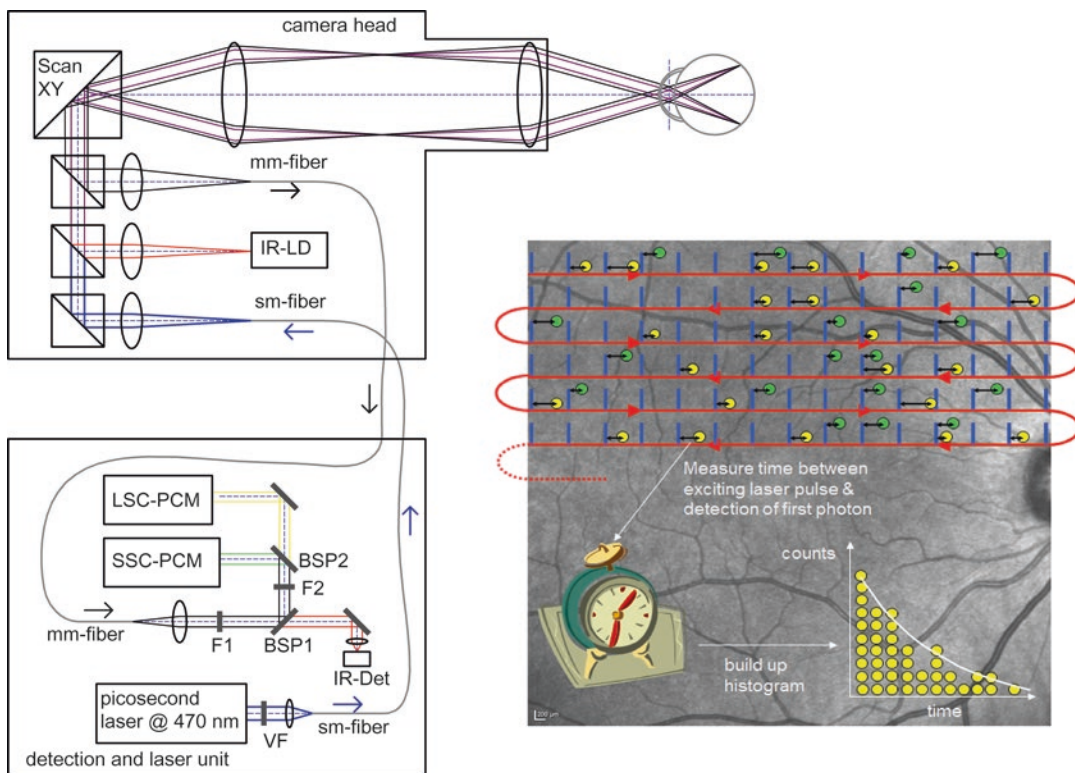 camera head
Scan
XY
mm-fiber
IR-LD
sm-fiber
LSC-PCM
SSC-PCM
BSP2
F2
mm-fiber
F1
BSP1
IR-Det
picosecond
laser @ 470 nm
VF
sm-fiber
detection and laser unit
Measure time between
exciting laser pulse &
detection of first photon
counts
build up
histogram
time
200 µm